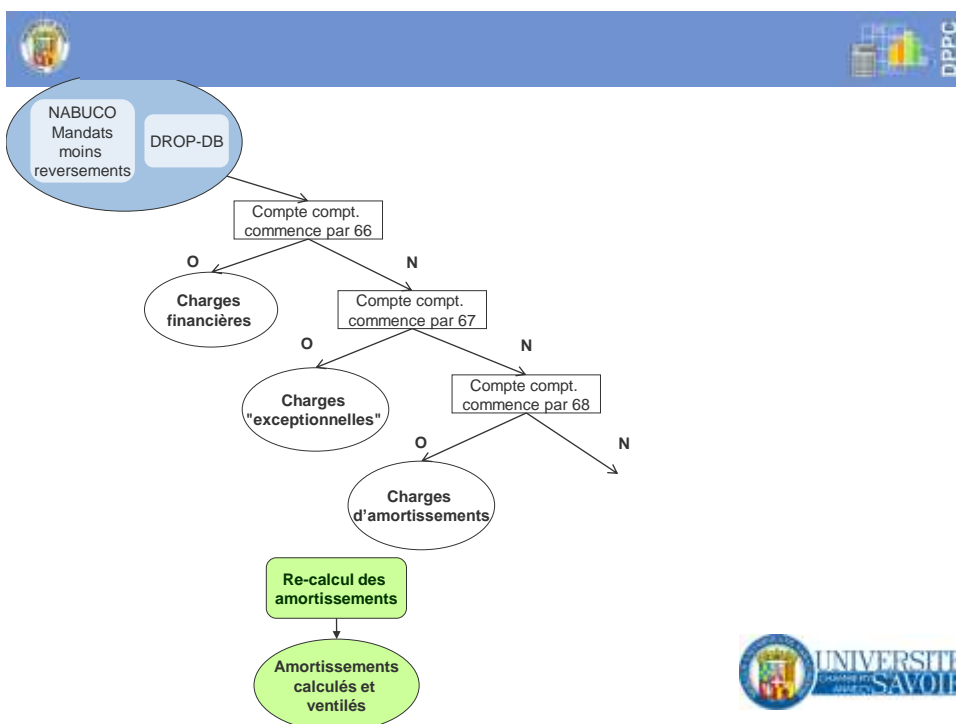 DPPC
NABUCO
Mandats
moins
reversements
DROP-DB
Compte compt.
commence par 66
O
N
Charges
financières
Compte compt.
commence par 67
O
N
Charges
"exceptionnelles"
Compte compt.
commence par 68
O
N
Charges
d'amortissements
Re-calcul des
amortissements
Amortissements
calculés et
ventilés
UNIVERSITE
SAVOIE